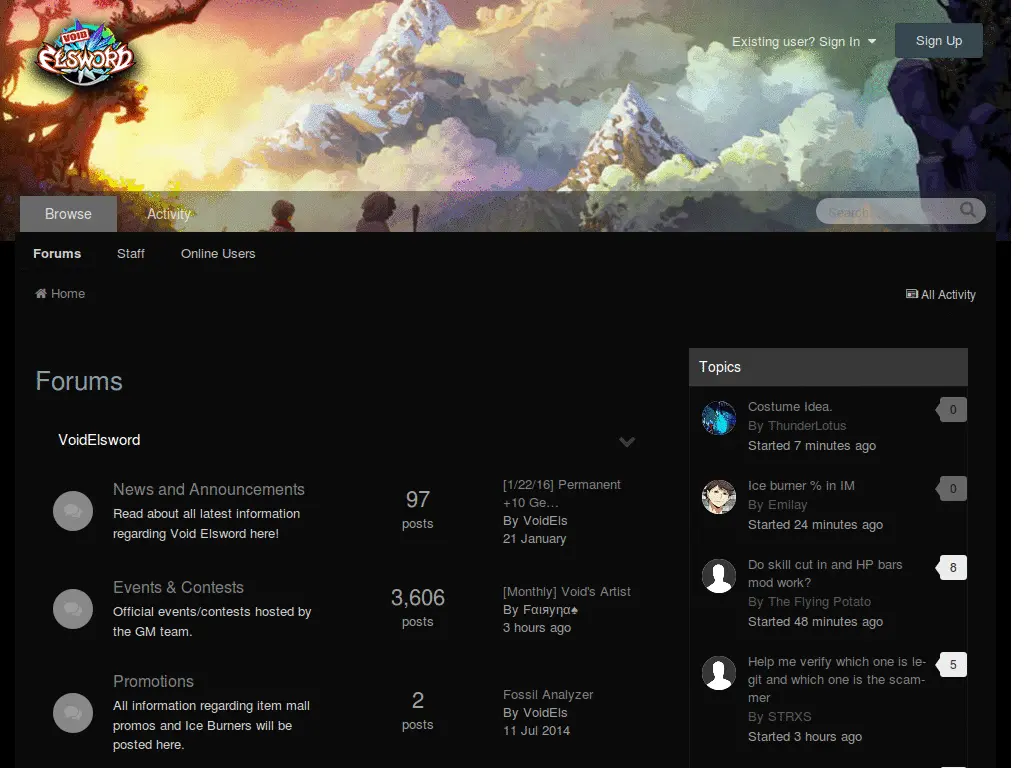 VOID
ELSWORD
Existing user? Sign In
Sign Up
Browse
Activity
Search...
Forums
Staff
Online Users
Home
All Activity
Forums
VoidElsword
News and Announcements
Read about all latest information
regarding Void Elsword here!
97
posts
[1/22/16] Permanent
+10 Ge…
By VoidEls
21 January
Events & Contests
Official events/contests hosted by
the GM team.
3,606
posts
[Monthly] Void's Artist
By Fαιяуηα♠
3 hours ago
Promotions
All information regarding item mall
promos and Ice Burners will be
posted here.
2
posts
Fossil Analyzer
By VoidEls
11 Jul 2014
Topics
Costume Idea.
By ThunderLotus
Started 7 minutes ago
0
Ice burner % in IM
By Emilay
Started 24 minutes ago
0
Do skill cut in and HP bars
mod work?
By The Flying Potato
Started 48 minutes ago
8
Help me verify which one is le-
git and which one is the scam-
mer
By STRXS
Started 3 hours ago
5